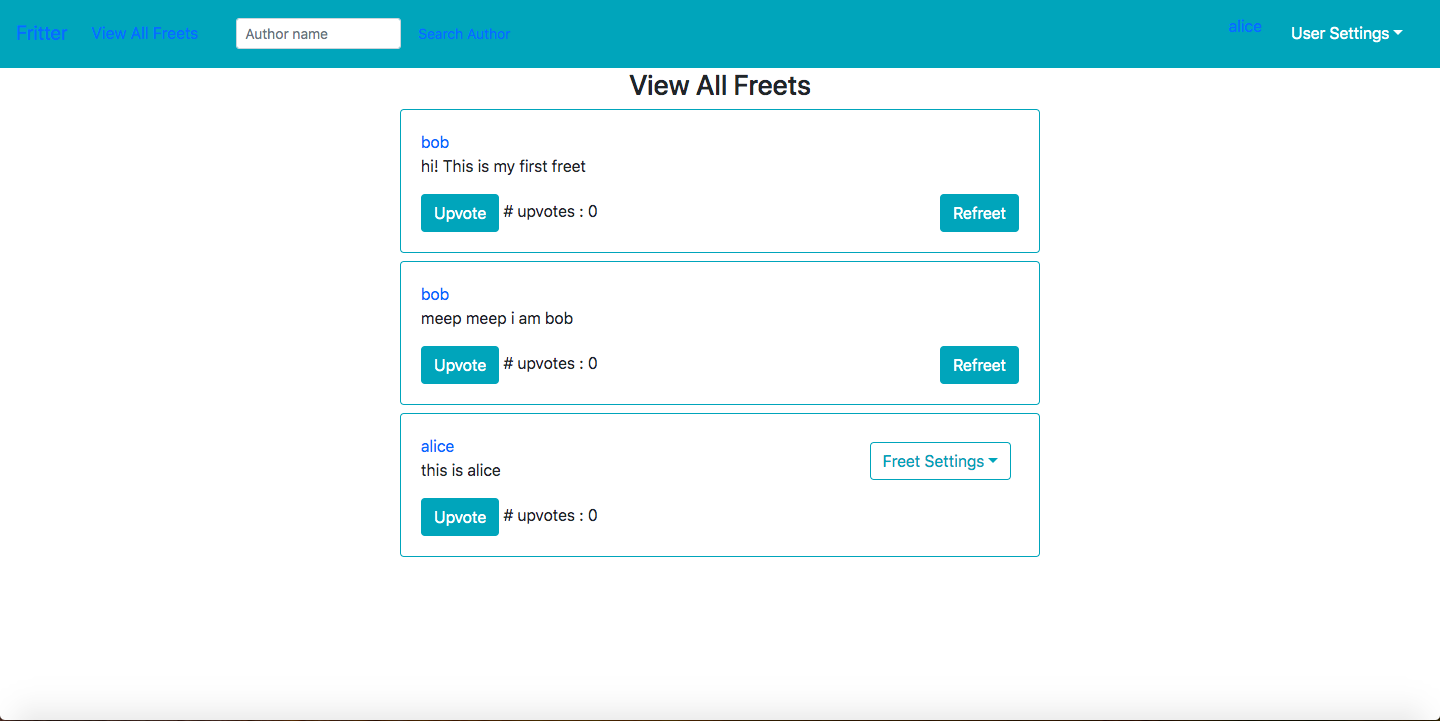 Fritter View All Freets Author name Search Author alice User Settings
View All Freets
bob
hi! This is my first freet
Upvote # upvotes : 0 Refreet
bob
meep meep i am bob
Upvote # upvotes : 0 Refreet
alice
this is alice
Freet Settings
Upvote # upvotes : 0